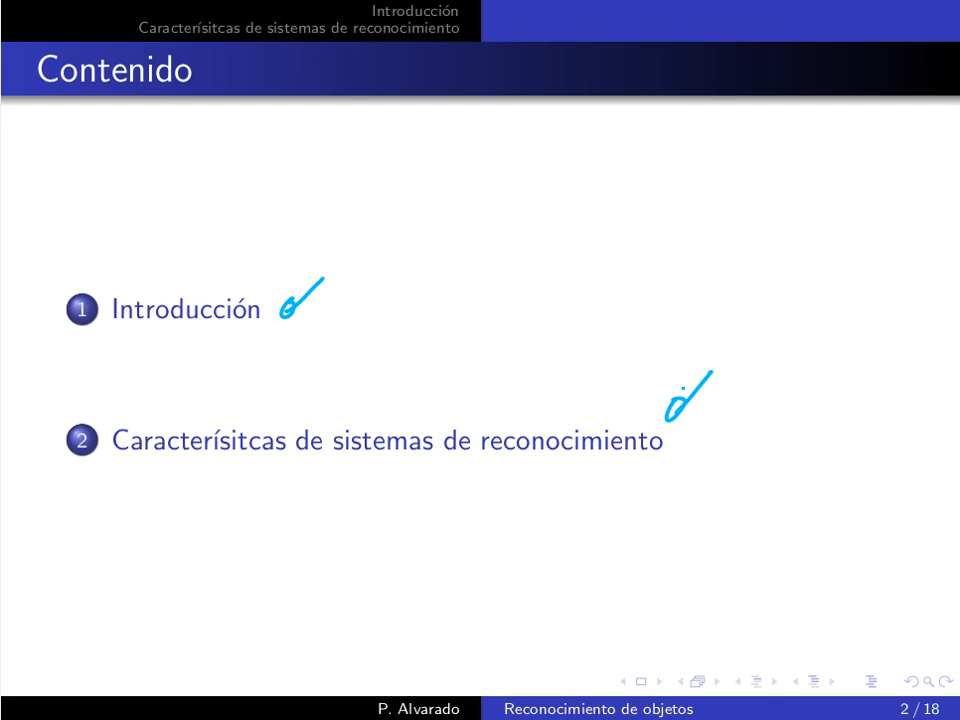 Introducción
Caracterísitcas de sistemas de reconocimiento
Contenido
1 Introducción
2 Caracterísitcas de sistemas de reconocimiento
P. Alvarado Reconocimiento de objetos 2 / 18